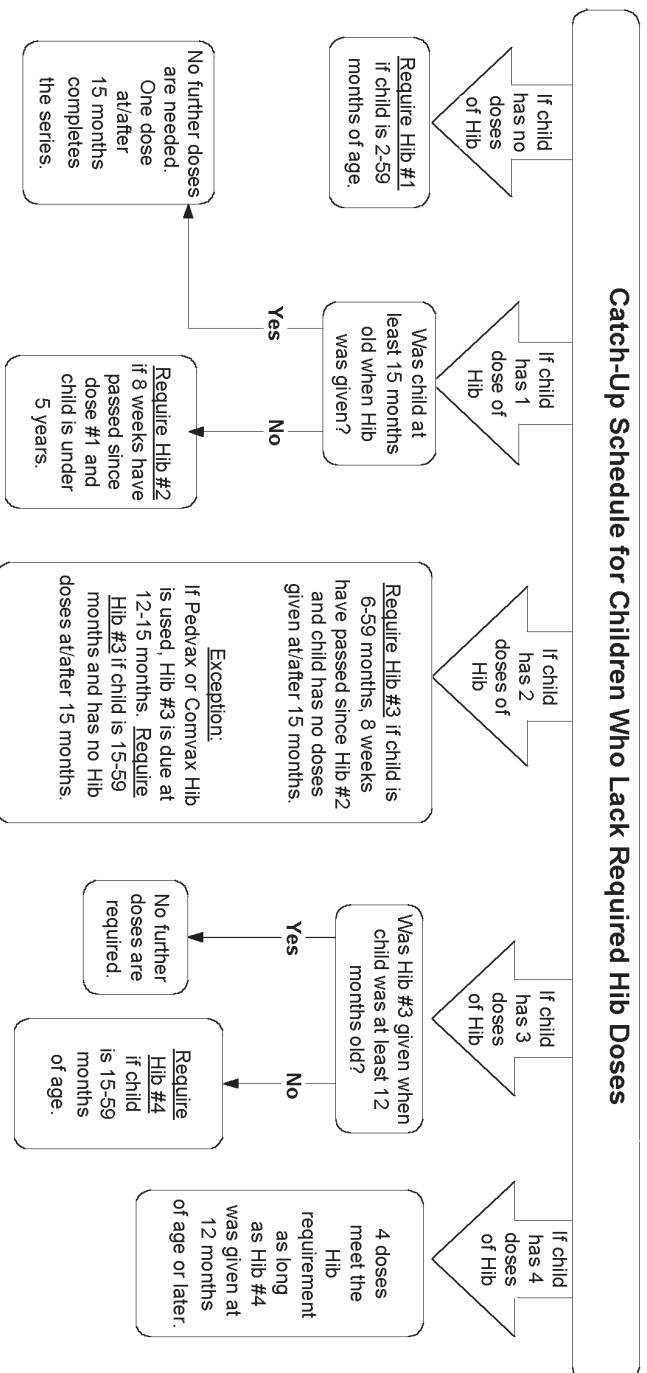 Catch-Up Schedule for Children Who Lack Required Hib Doses
If child
has no
doses
of Hib
Require Hib #1
if child is 2-59
months of age.
If child
has 1
dose of
Hib
Was child at
least 15 months
old when Hib
was given?
Yes
No further doses
are needed.
One dose
at/after
15 months
completes
the series.
No
Require Hib #2
if 8 weeks have
passed since
dose #1 and
child is under
5 years.
If child
has 2
doses of
Hib
Require Hib #3 if child is
6-59 months, 8 weeks
have passed since Hib #2
and child has no doses
given at/after 15 months.
Exception:
If Pedvax or Comvax Hib
is used, Hib #3 is due at
12-15 months. Require
Hib #3 if child is 15-59
months and has no Hib
doses at/after 15 months.
If child
has 3
doses
of Hib
Was Hib #3 given when
child was at least 12
months old?
Yes
No further
doses are
required.
No
Require
Hib #4
if child
is 15-59
months
of age.
If child
has 4
doses
of Hib
4 doses
meet the
Hib
requirement
as long
as Hib #4
was given at
12 months
of age or later.